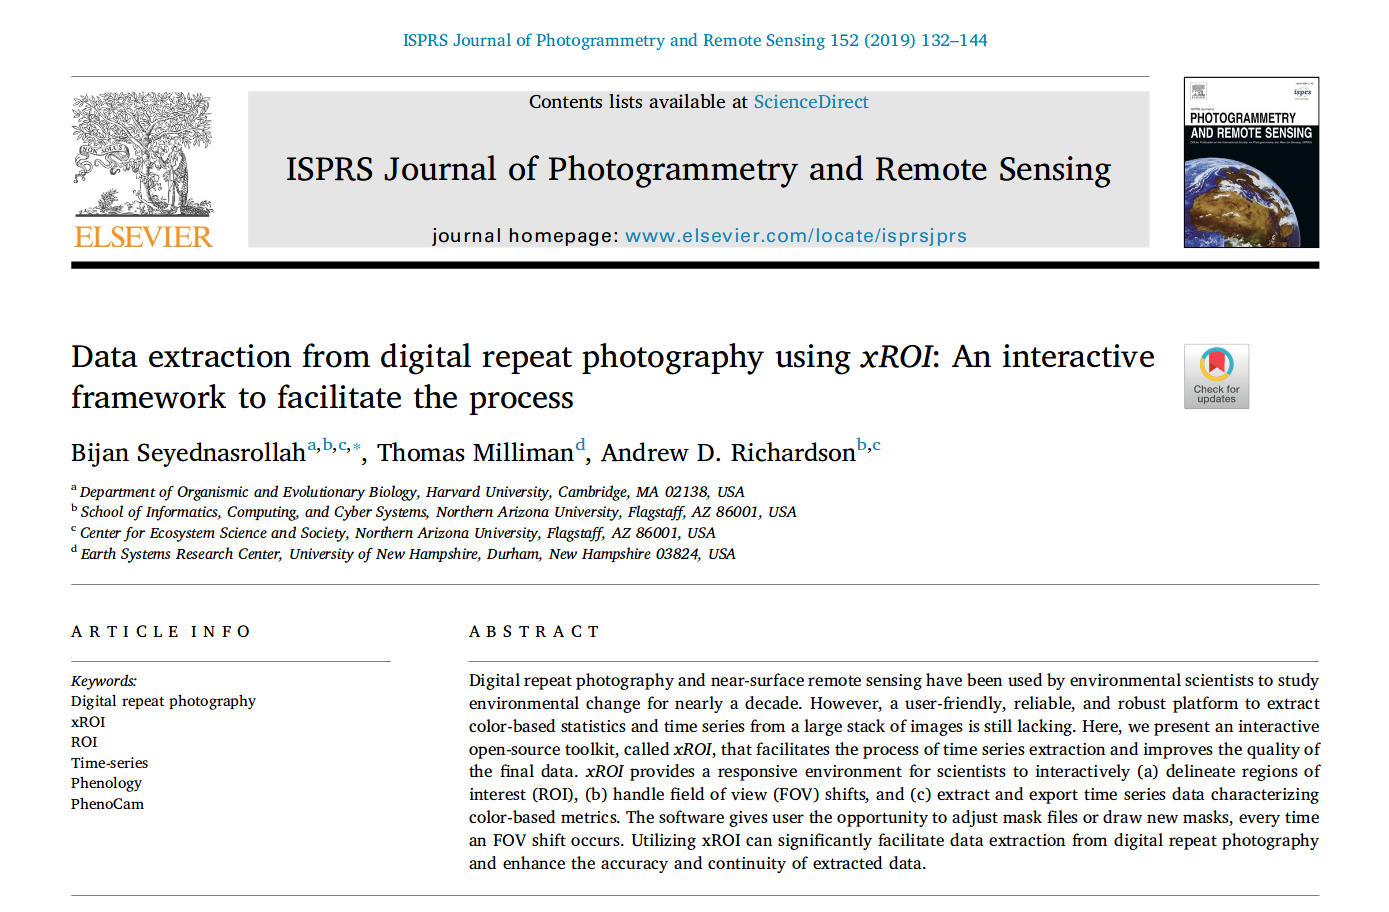 ISPRS Journal of Photogrammetry and Remote Sensing 152 (2019) 132–144
Contents lists available at ScienceDirect
ISPRS Journal of Photogrammetry and Remote Sensing
journal homepage: www.elsevier.com/locate/isprsjprs
ELSEVIER
isprs
PHOTOGRAMMETRY
AND REMOTE SENSING
Data extraction from digital repeat photography using xROI: An interactive
framework to facilitate the process
Check for
updates
Bijan Seyednasrollaha,b,c,*, Thomas Millimand, Andrew D. Richardsonb,c
a Department of Organismic and Evolutionary Biology, Harvard University, Cambridge, MA 02138, USA
b School of Informatics, Computing, and Cyber Systems, Northern Arizona University, Flagstaff, AZ 86001, USA
c Center for Ecosystem Science and Society, Northern Arizona University, Flagstaff, AZ 86001, USA
d Earth Systems Research Center, University of New Hampshire, Durham, New Hampshire 03824, USA
ARTICLE INFO
Keywords:
Digital repeat photography
xROI
ROI
Time-series
Phenology
PhenoCam
ABSTRACT
Digital repeat photography and near-surface remote sensing have been used by environmental scientists to study
environmental change for nearly a decade. However, a user-friendly, reliable, and robust platform to extract
color-based statistics and time series from a large stack of images is still lacking. Here, we present an interactive
open-source toolkit, called xROI, that facilitates the process of time series extraction and improves the quality of
the final data. xROI provides a responsive environment for scientists to interactively (a) delineate regions of
interest (ROI), (b) handle field of view (FOV) shifts, and (c) extract and export time series data characterizing
color-based metrics. The software gives user the opportunity to adjust mask files or draw new masks, every time
an FOV shift occurs. Utilizing xROI can significantly facilitate data extraction from digital repeat photography
and enhance the accuracy and continuity of extracted data.